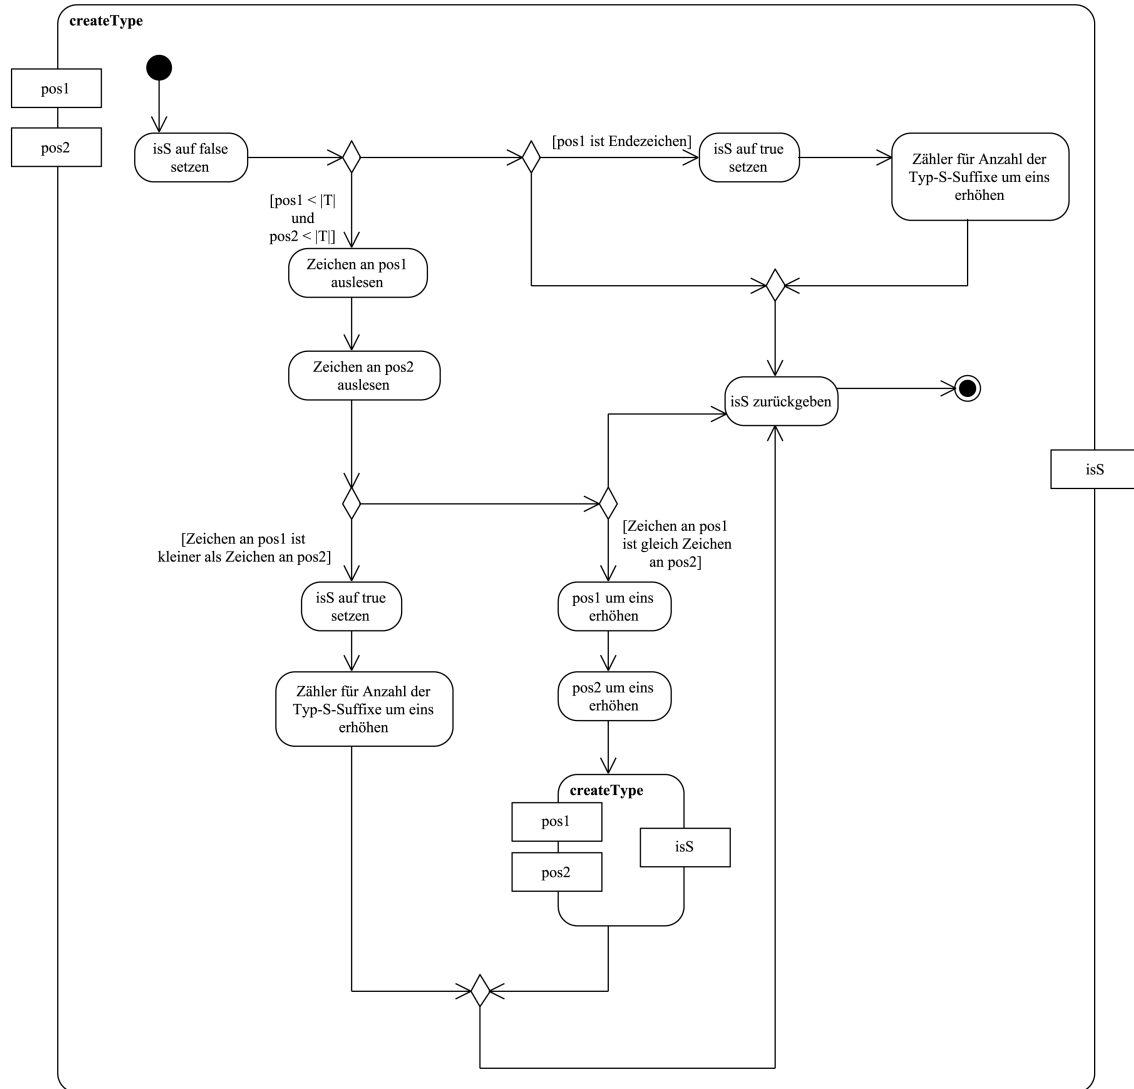 createType
pos1
pos2
isS auf false
setzen
[pos1 ist Endezeichen]
isS auf true
setzen
Zähler für Anzahl der
Typ-S-Suffixe um eins
erhöhen
[pos1 < |T|
und
pos2 < |T|]
Zeichen an pos1
auslesen
Zeichen an pos2
auslesen
isS zurückgeben
isS
[Zeichen an pos1 ist
kleiner als Zeichen an pos2]
[Zeichen an pos1
ist gleich Zeichen
an pos2]
isS auf true
setzen
pos1 um eins
erhöhen
Zähler für Anzahl der
Typ-S-Suffixe um eins
erhöhen
pos2 um eins
erhöhen
createType
pos1
isS
pos2